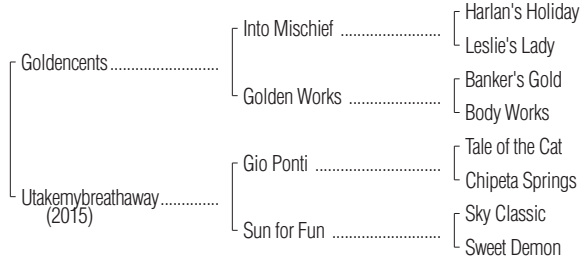 Harlan's Holiday
Into Mischief ....................
Leslie's Lady
Goldencents......................
Banker's Gold
Golden Works ..................
Body Works
Tale of the Cat
Gio Ponti .........................
Chipeta Springs
Utakemybreathaway............
(2015)
Sky Classic
Sun for Fun .....................
Sweet Demon